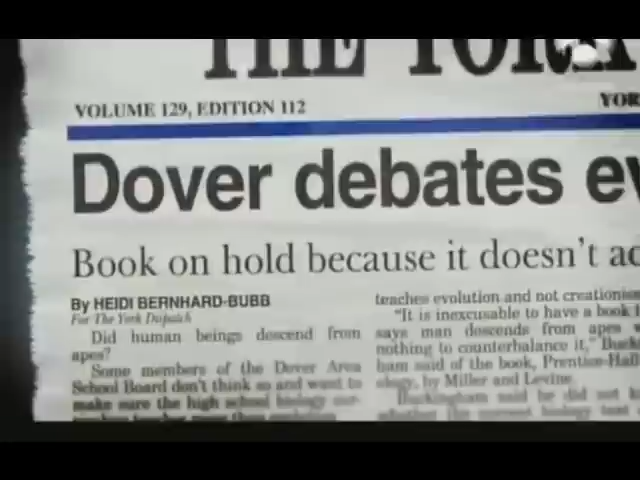 THE YORK
VOLUME 129, EDITION 112
YOR
Dover debates ev
Book on hold because it doesn't ad
By HEIDI BERNHARD-BUBB
For The York Dispatch
Did human beings descend from
apes?
Some members of the Dover Area
School Board don't think so and want to
make sure the high school biology cur-
teaches evolution and not creationism
"It is inexcusable to have a book t
says man descends from apes
nothing to counterbalance it," Buck
ham said of the book, Prentice-Hall
ology, by Miller and Levine.
Buckingham said he did not